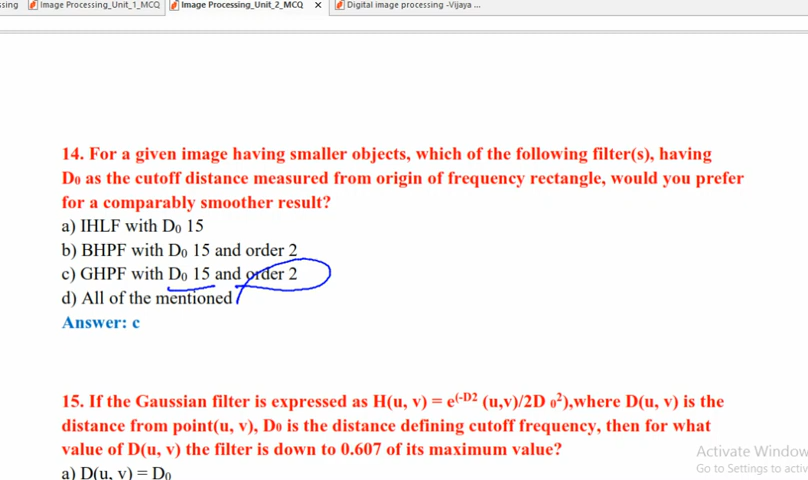 ssing Image Processing_Unit_1_MCQ Image Processing_Unit_2_MCQ × Digital image processing -Vijaya ...
14. For a given image having smaller objects, which of the following filter(s), having
D₀ as the cutoff distance measured from origin of frequency rectangle, would you prefer
for a comparably smoother result?
a) IHLF with D₀ 15
b) BHPF with D₀ 15 and order 2
c) GHPF with D₀ 15 and order 2
d) All of the mentioned
Answer: c
15. If the Gaussian filter is expressed as H(u, v) = e^(-D2 (u,v)/2D ₀²),where D(u, v) is the
distance from point(u, v), D₀ is the distance defining cutoff frequency, then for what
value of D(u, v) the filter is down to 0.607 of its maximum value?
Activate Window
Go to Settings to activ
a) D(u, v) = D₀